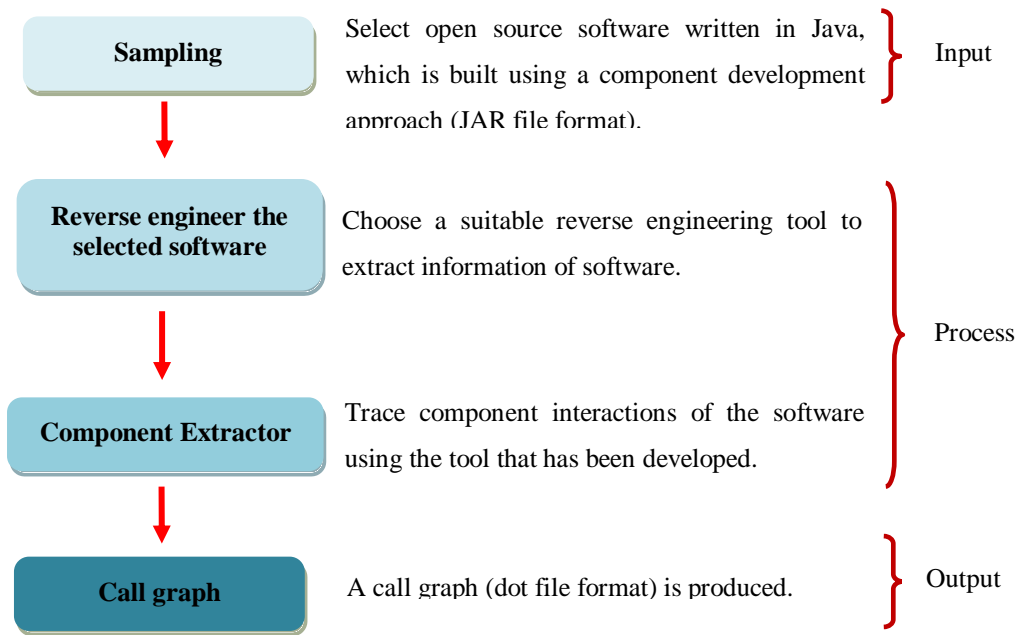 Sampling
Select open source software written in Java,
which is built using a component development
approach (JAR file format).
Input
Reverse engineer the
selected software
Choose a suitable reverse engineering tool to
extract information of software.
Process
Component Extractor
Trace component interactions of the software
using the tool that has been developed.
Call graph
A call graph (dot file format) is produced.
Output